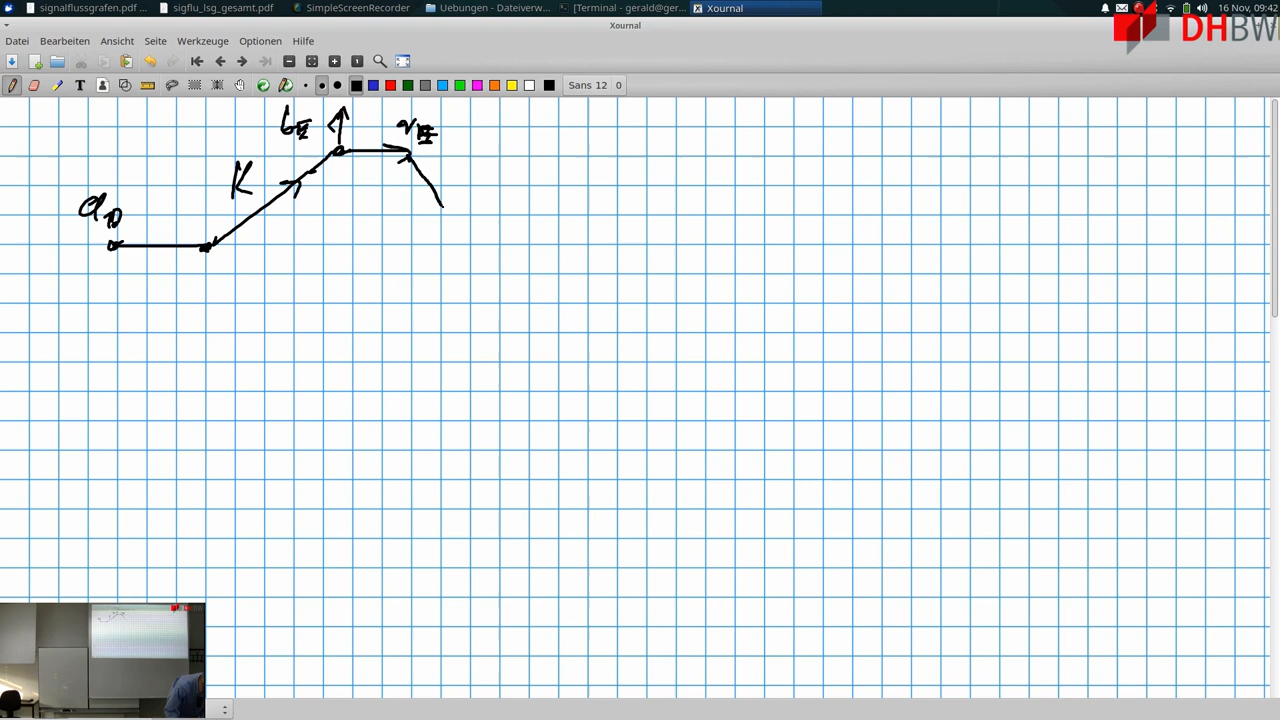 signalflussgrafen.pdf ...
sigflu_lsg_gesamt.pdf
SimpleScreenRecorder
Uebungen - Dateiverw...
[Terminal - gerald@ger...
Xournal
16 Nov, 09:42
Xournal
DHBW
Datei Bearbeiten Ansicht Seite Werkzeuge Optionen Hilfe
T
Sans 12 0
K